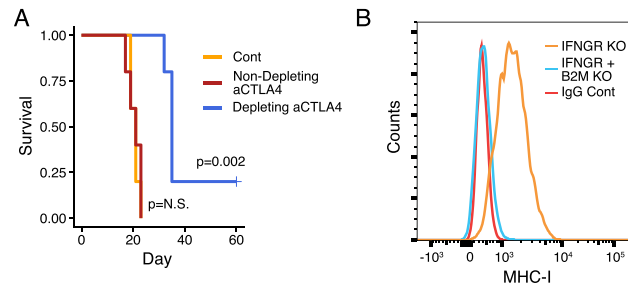 A
Survival
1.00
0.75
0.50
0.25
0.00
Cont
Non-Depleting
aCTLA4
Depleting aCTLA4
p=0.002
p=N.S.
0
20
40
60
Day
B
Counts
IFNGR KO
IFNGR +
B2M KO
IgG Cont
-10³
0
10³
10⁴
10⁵
MHC-I